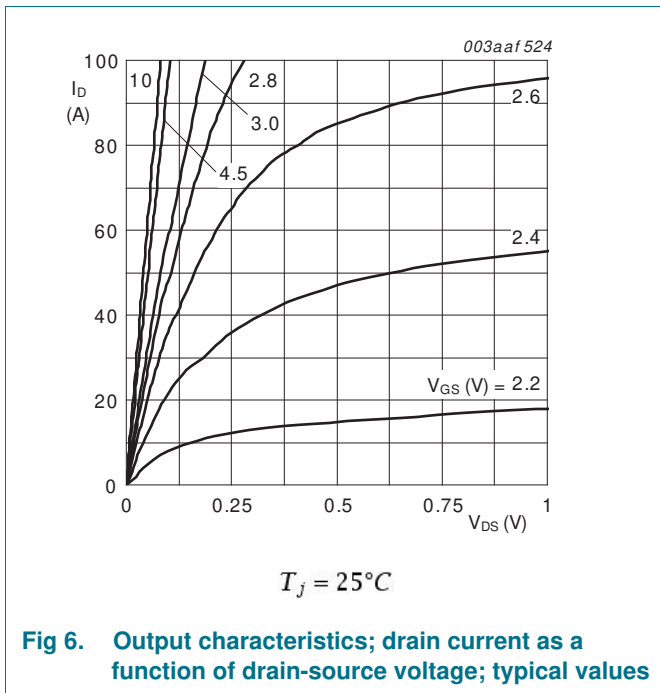 003aaf 524
100
I_D
(A)
10
2.8
2.6
3.0
80
4.5
60
2.4
40
V_GS (V) = 2.2
20
0
0
0.25
0.5
0.75
1
V_DS (V)
T_j = 25°C
Fig 6. Output characteristics; drain current as a
function of drain-source voltage; typical values